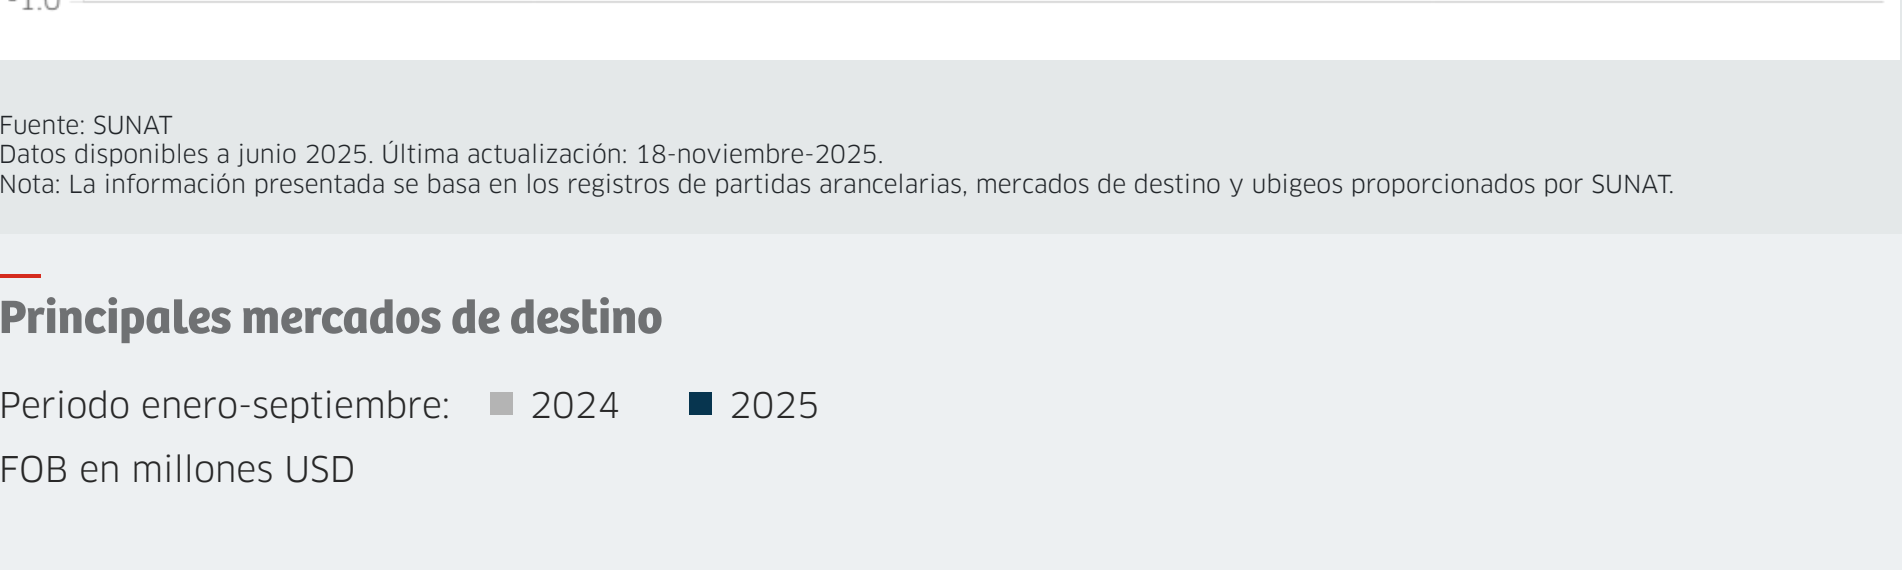 -1.0
Fuente: SUNAT
Datos disponibles a junio 2025. Última actualización: 18-noviembre-2025.
Nota: La información presentada se basa en los registros de partidas arancelarias, mercados de destino y ubigeos proporcionados por SUNAT.
Principales mercados de destino
Periodo enero-septiembre: 2024 2025
FOB en millones USD